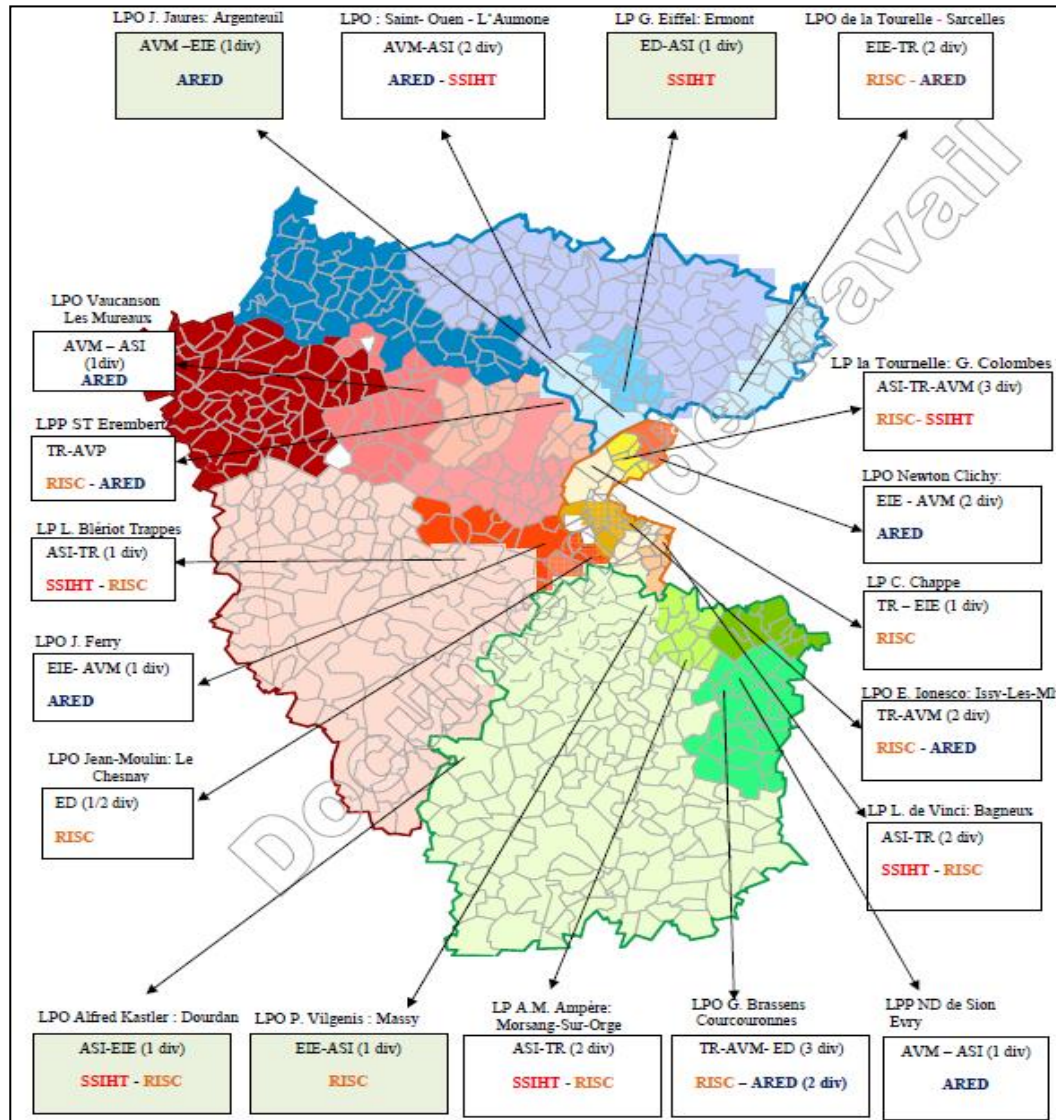 LPO J. Jaures: Argenteuil
AVM –EIE (1div)
ARED
LPO : Saint- Ouen - L'Aumone
AVM-ASI (2 div)
ARED - SSIHT
LP G. Eiffel: Ermont
ED-ASI (1 div)
SSIHT
LPO de la Tourelle - Sarcelles
EIE-TR (2 div)
RISC - ARED
LPO Vaucanson
Les Mureaux
AVM – ASI
(1div)
ARED
LPP ST Erembert
TR-AVP
RISC - ARED
LP L. Blériot Trappes
ASI-TR (1 div)
SSIHT - RISC
LPO J. Ferry
EIE- AVM (1 div)
ARED
LPO Jean-Moulin: Le
Chesnay
ED (1/2 div)
RISC
LP la Tournelle: G. Colombes
ASI-TR-AVM (3 div)
RISC- SSIHT
LPO Newton Clichy:
EIE - AVM (2 div)
ARED
LP C. Chappe
TR – EIE (1 div)
RISC
LPO E. Ionesco: Issy-Les-Ml
TR-AVM (2 div)
RISC - ARED
LP L. de Vinci: Bagneux
ASI-TR (2 div)
SSIHT - RISC
LPO Alfred Kastler : Dourdan
ASI-EIE (1 div)
SSIHT - RISC
LPO P. Vilgenis : Massy
EIE-ASI (1 div)
RISC
LP A.M. Ampère:
Morsang-Sur-Orge
ASI-TR (2 div)
SSIHT - RISC
LPO G. Brassens
Courcouronnes
TR-AVM- ED (3 div)
RISC – ARED (2 div)
LPP ND de Sion
Evry
AVM – ASI (1 div)
ARED